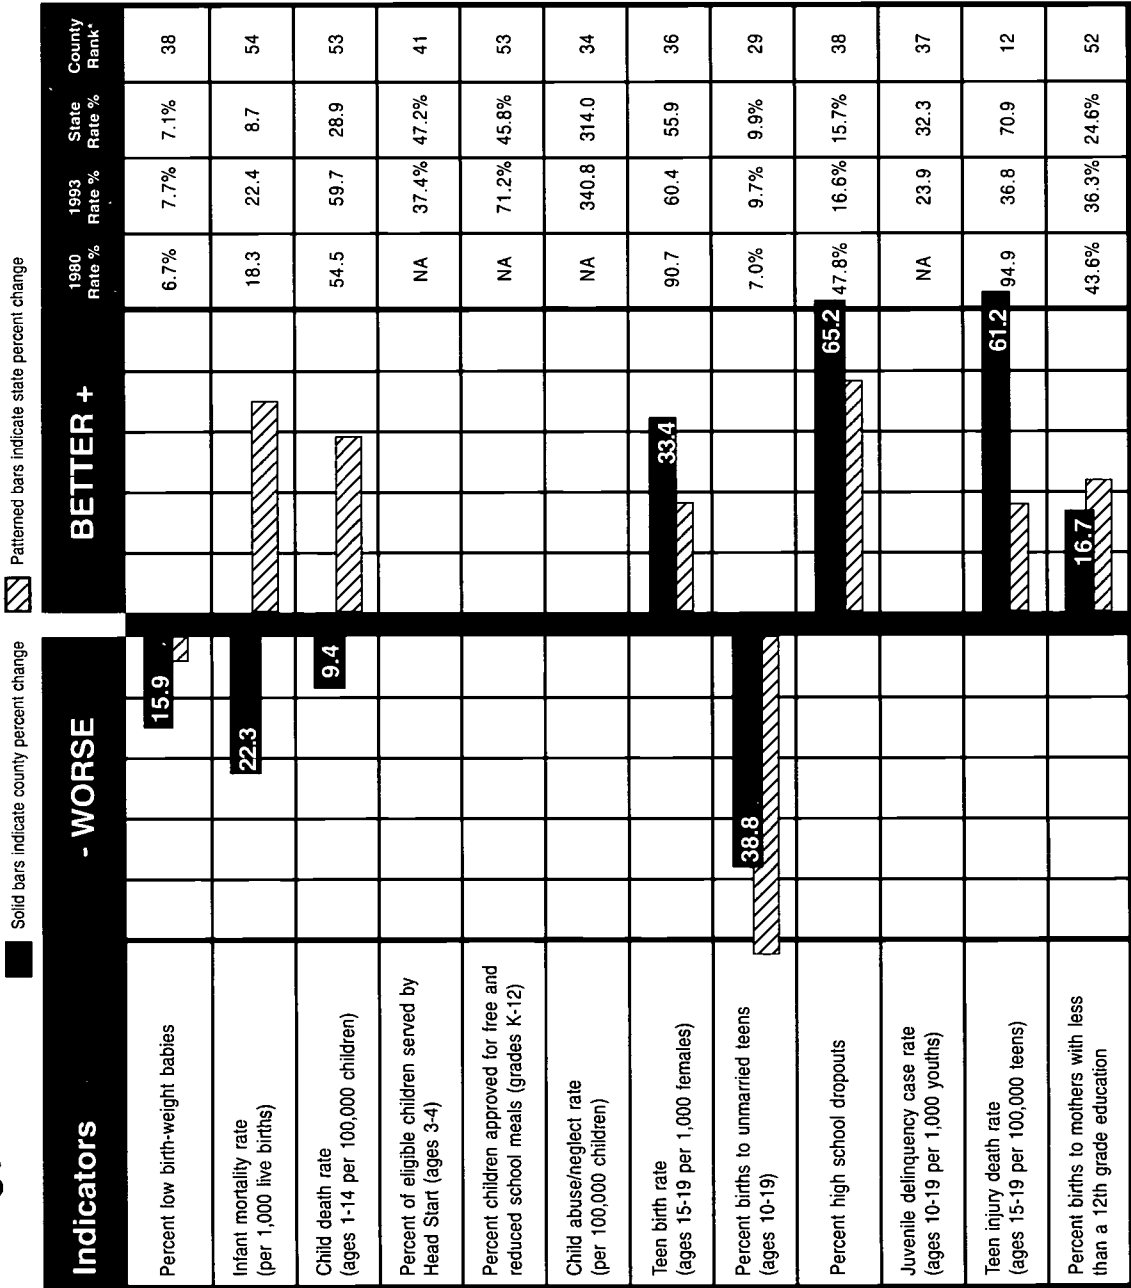 Solid bars indicate county percent change
Patterned bars indicate state percent change
Indicators
- WORSE
BETTER +
1980
Rate %
1993
Rate %
State
Rate %
County
Rank*
Percent low birth-weight babies
15.9
6.7%
7.7%
7.1%
38
Infant mortality rate
(per 1,000 live births)
22.3
18.3
22.4
8.7
54
Child death rate
(ages 1-14 per 100,000 children)
9.4
54.5
59.7
28.9
53
Percent of eligible children served by
Head Start (ages 3-4)
NA
37.4%
47.2%
41
Percent children approved for free and
reduced school meals (grades K-12)
NA
71.2%
45.8%
53
Child abuse/neglect rate
(per 100,000 children)
NA
340.8
314.0
34
Teen birth rate
(ages 15-19 per 1,000 females)
33.4
90.7
60.4
55.9
36
Percent births to unmarried teens
(ages 10-19)
38.8
7.0%
9.7%
9.9%
29
Percent high school dropouts
65.2
47.8%
16.6%
15.7%
38
Juvenile delinquency case rate
(ages 10-19 per 1,000 youths)
NA
23.9
32.3
37
Teen injury death rate
(ages 15-19 per 100,000 teens)
61.2
94.9
36.8
70.9
12
Percent births to mothers with less
than a 12th grade education
16.7
43.6%
36.3%
24.6%
52